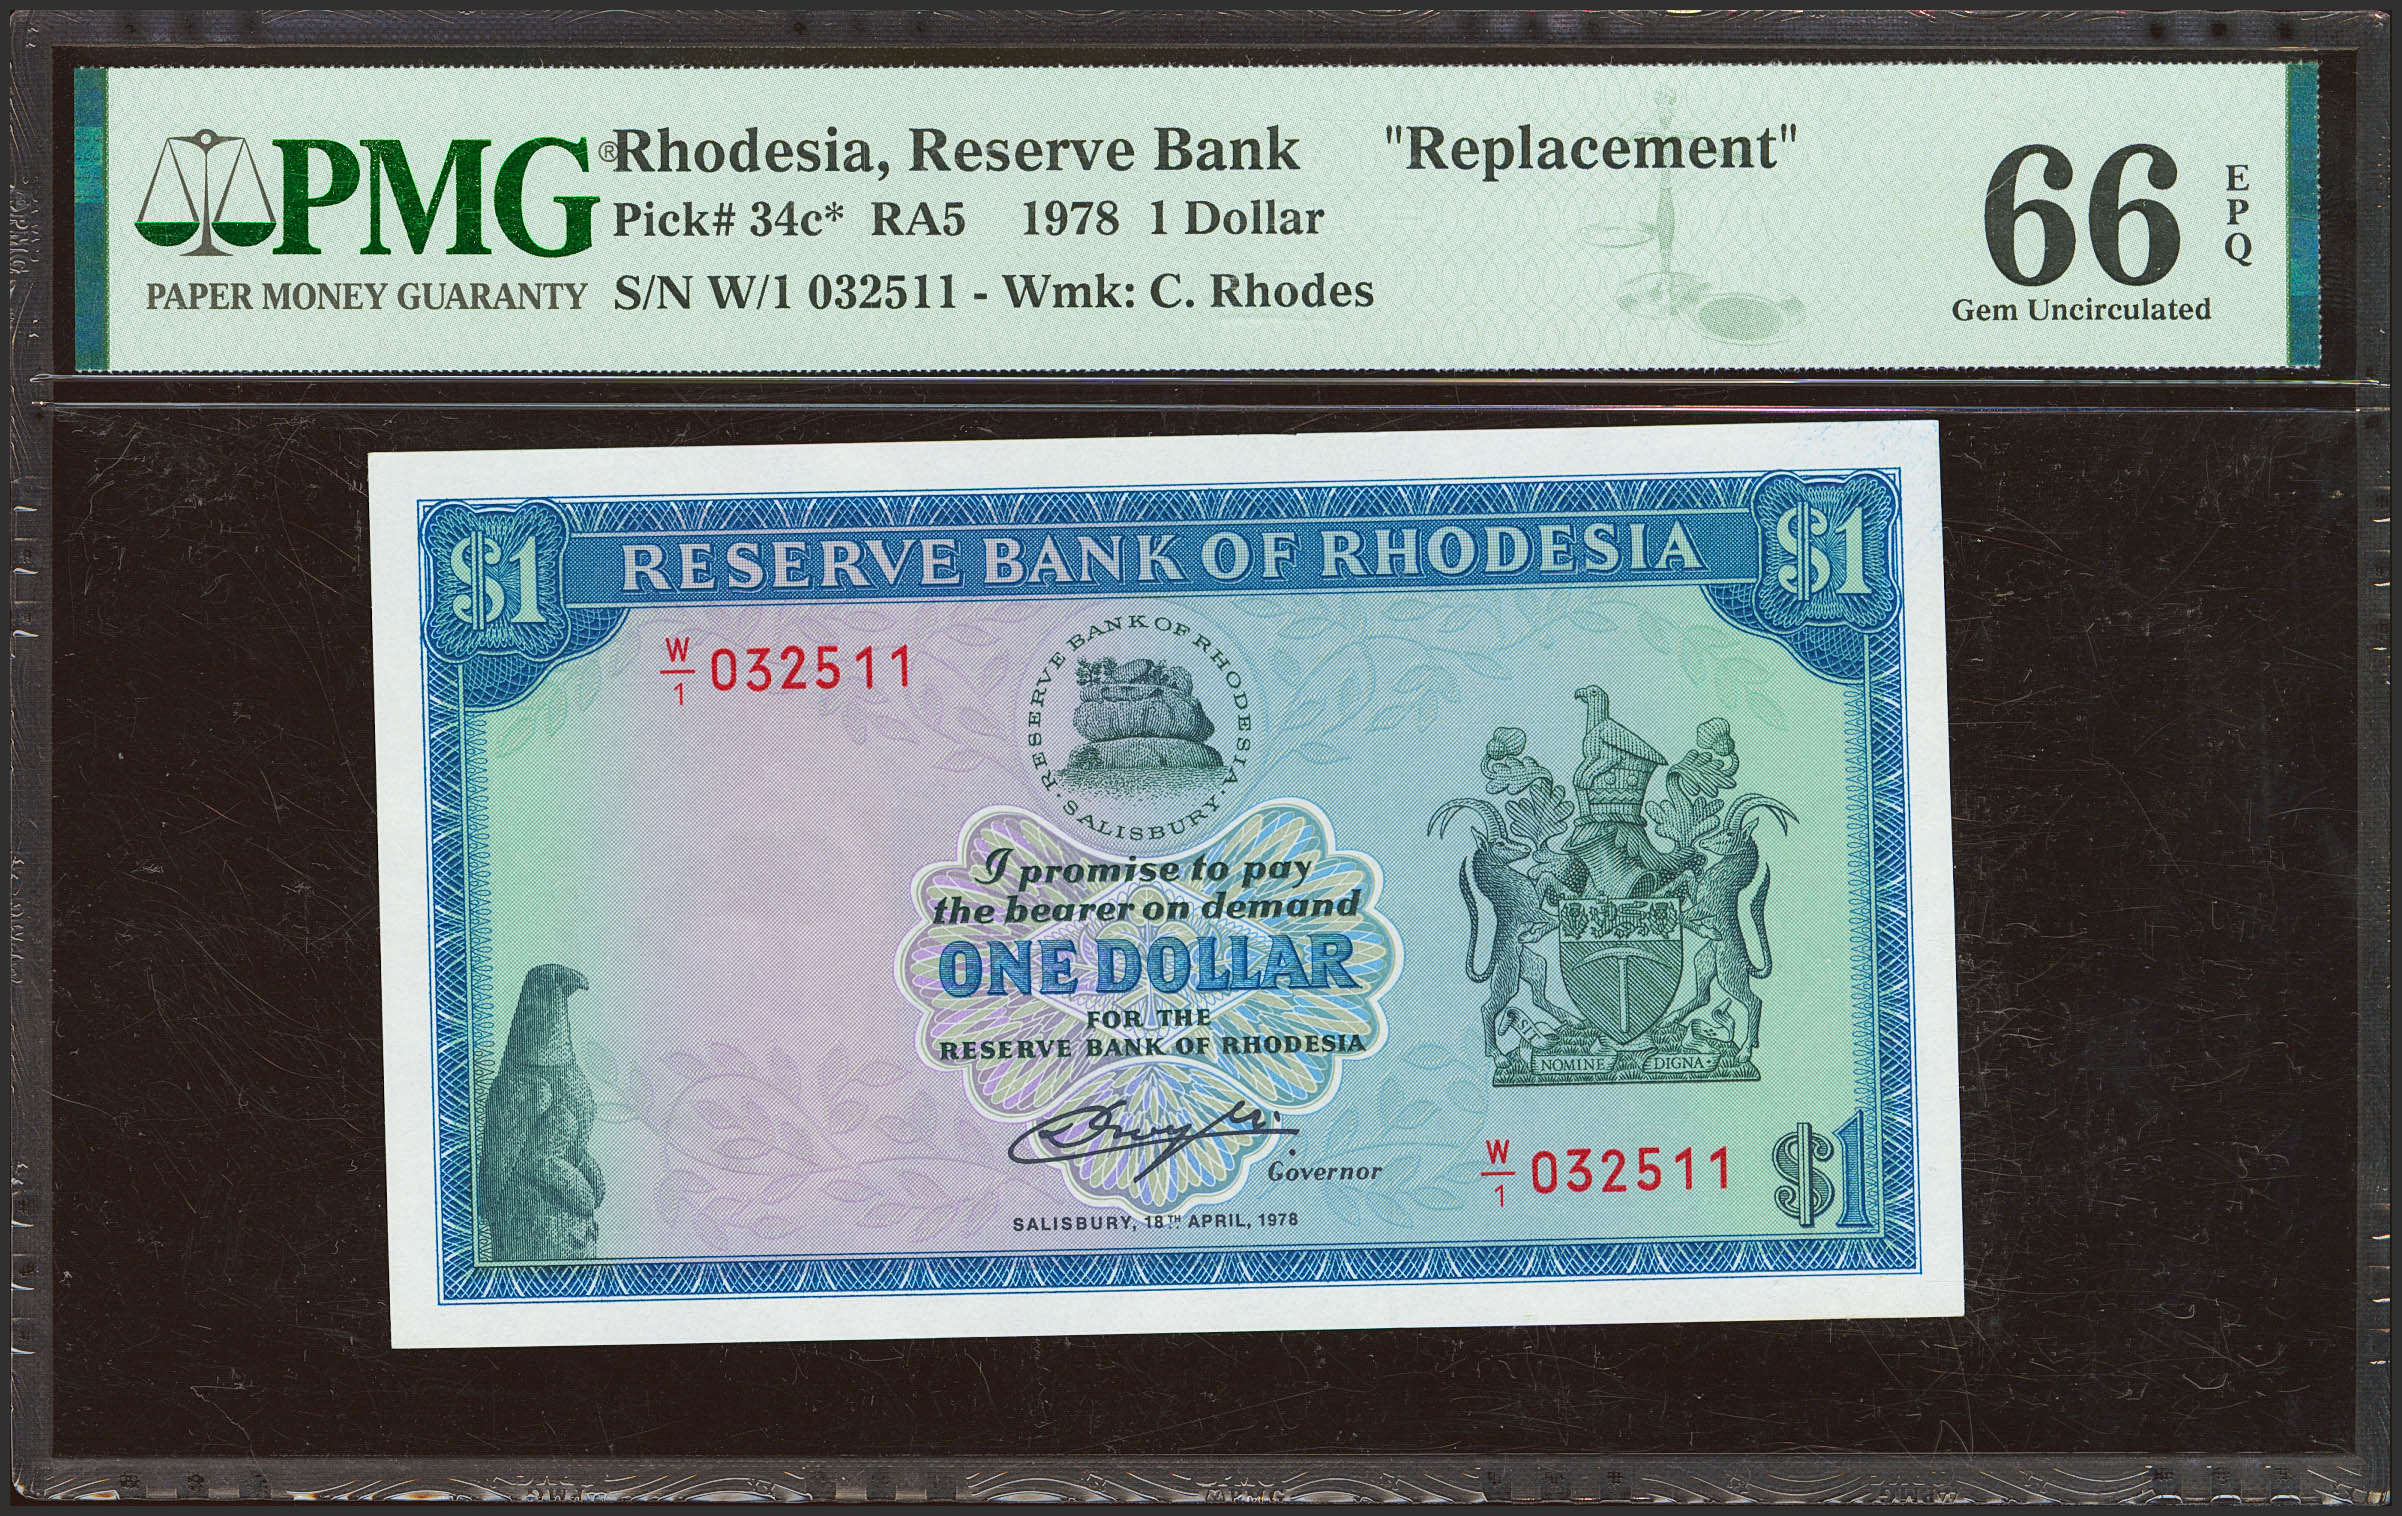 PMG®
PAPER MONEY GUARANTY
Rhodesia, Reserve Bank "Replacement"
Pick# 34c* RA5 1978 1 Dollar
S/N W/1 032511 - Wmk: C. Rhodes
66
EPQ
Gem Uncirculated
$1
RESERVE BANK OF RHODESIA
$1
W/1 032511
RESERVE BANK OF RHODESIA · SALISBURY ·
I promise to pay
the bearer on demand
ONE DOLLAR
FOR THE
RESERVE BANK OF RHODESIA
SIT NOMINE DIGNA
Governor
W/1 032511
$1
SALISBURY, 18TH APRIL, 1978